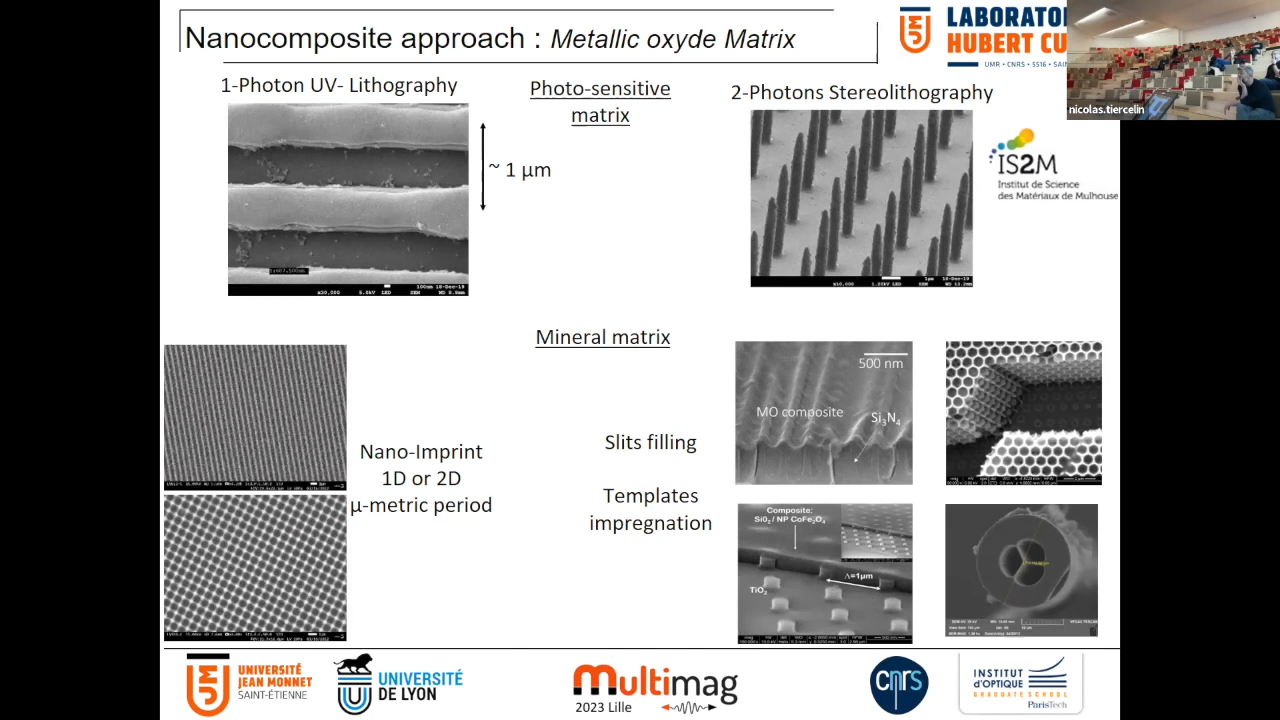 Nanocomposite approach : Metallic oxyde Matrix
LABORATO
HUBERT CU
UMR • CNRS • 5516 • SAI
nicolas.tiercelin
1-Photon UV- Lithography
Photo-sensitive
matrix
2-Photons Stereolithography
~ 1 µm
IS2M
Institut de Science
des Matériaux de Mulhouse
Mineral matrix
Nano-Imprint
1D or 2D
µ-metric period
Slits filling
Templates
impregnation
500 nm
MO composite
Si3N4
Composite:
SiO2 / NP CoFe2O4
Λ=1µm
TiO2
UNIVERSITÉ
JEAN MONNET
SAINT-ÉTIENNE
UNIVERSITÉ
DE LYON
multimag
2023 Lille
cnrs
INSTITUT
d'OPTIQUE
GRADUATE SCHOOL
ParisTech